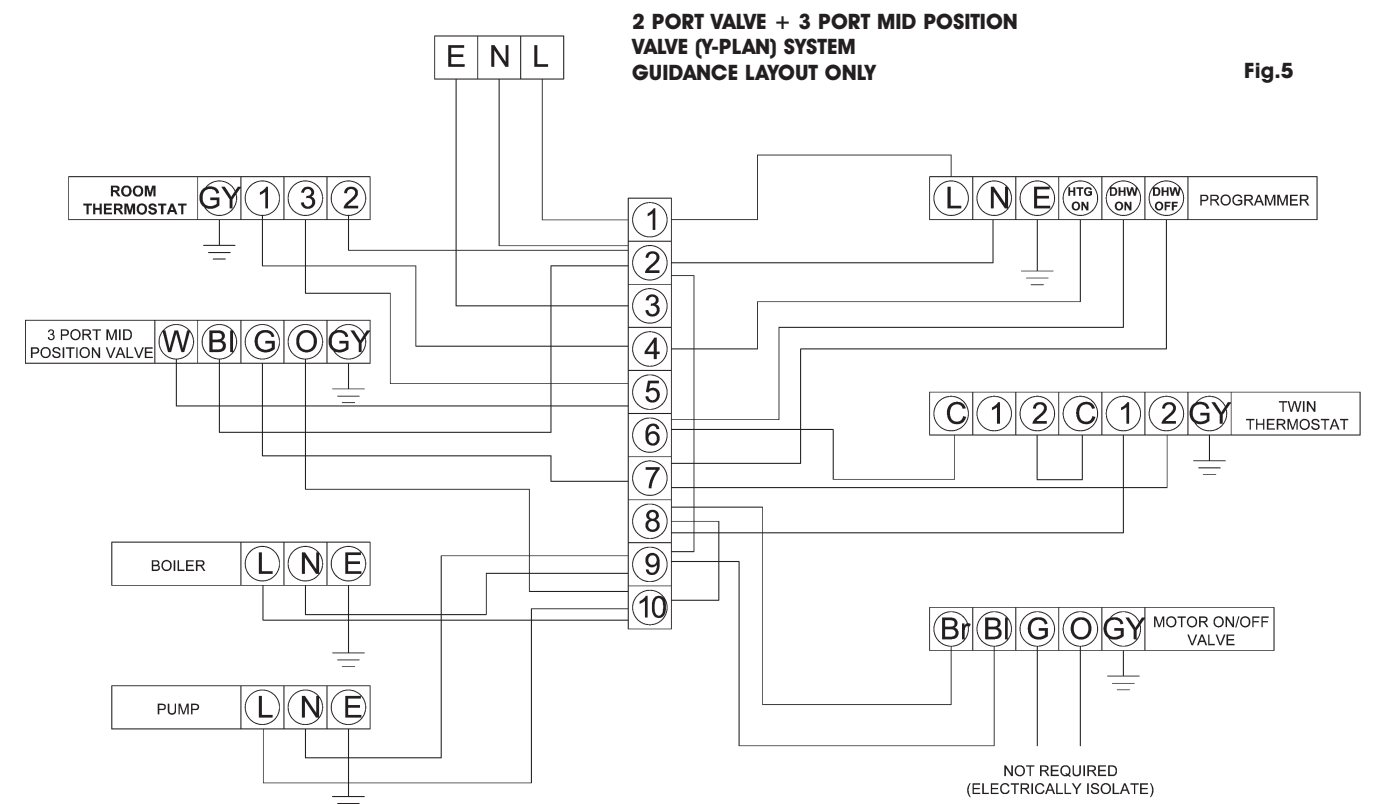 2 PORT VALVE + 3 PORT MID POSITION
VALVE (Y-PLAN) SYSTEM
GUIDANCE LAYOUT ONLY
Fig.5
E N L
ROOM
THERMOSTAT
GY 1 3 2
3 PORT MID
POSITION VALVE
W Bl G O GY
BOILER
L N E
PUMP
L N E
1
2
3
4
5
6
7
8
9
10
L N E HTG ON DHW ON DHW OFF
PROGRAMMER
C 1 2 C 1 2 GY
TWIN
THERMOSTAT
Br Bl G O GY
MOTOR ON/OFF
VALVE
NOT REQUIRED
(ELECTRICALLY ISOLATE)